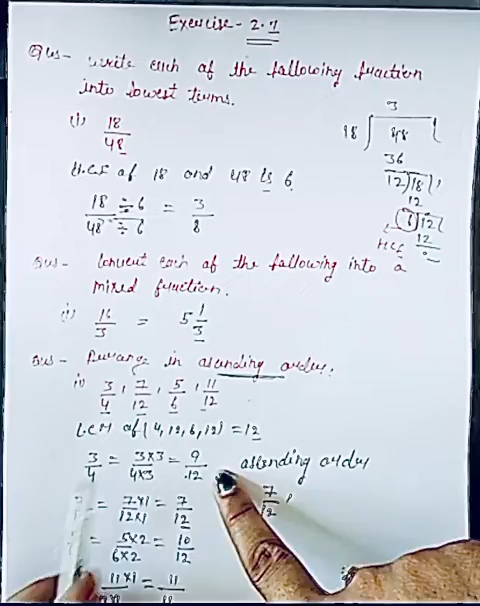 Exercise - 2.7
Qus- write each of the following fraction
into lowest terms.
(i) 18/48
H.C.F of 18 and 48 is 6
18 ÷ 6 / 48 ÷ 6 = 3/8
3
18 48
36
12 18 1
12
6 12 2
HCF 12
Qus- Convert each of the following into a
mixed fraction.
(i) 16/3 = 5 1/3
Qus- Arrange in ascending order.
i) 3/4, 7/12, 5/6, 11/12
LCM of (4, 12, 6, 12) = 12
3/4 = 3×3/4×3 = 9/12 ascending order
= 7×1/12×1 = 7/12 7/12,
= 5×2/6×2 = 10/12
11×1 = 11